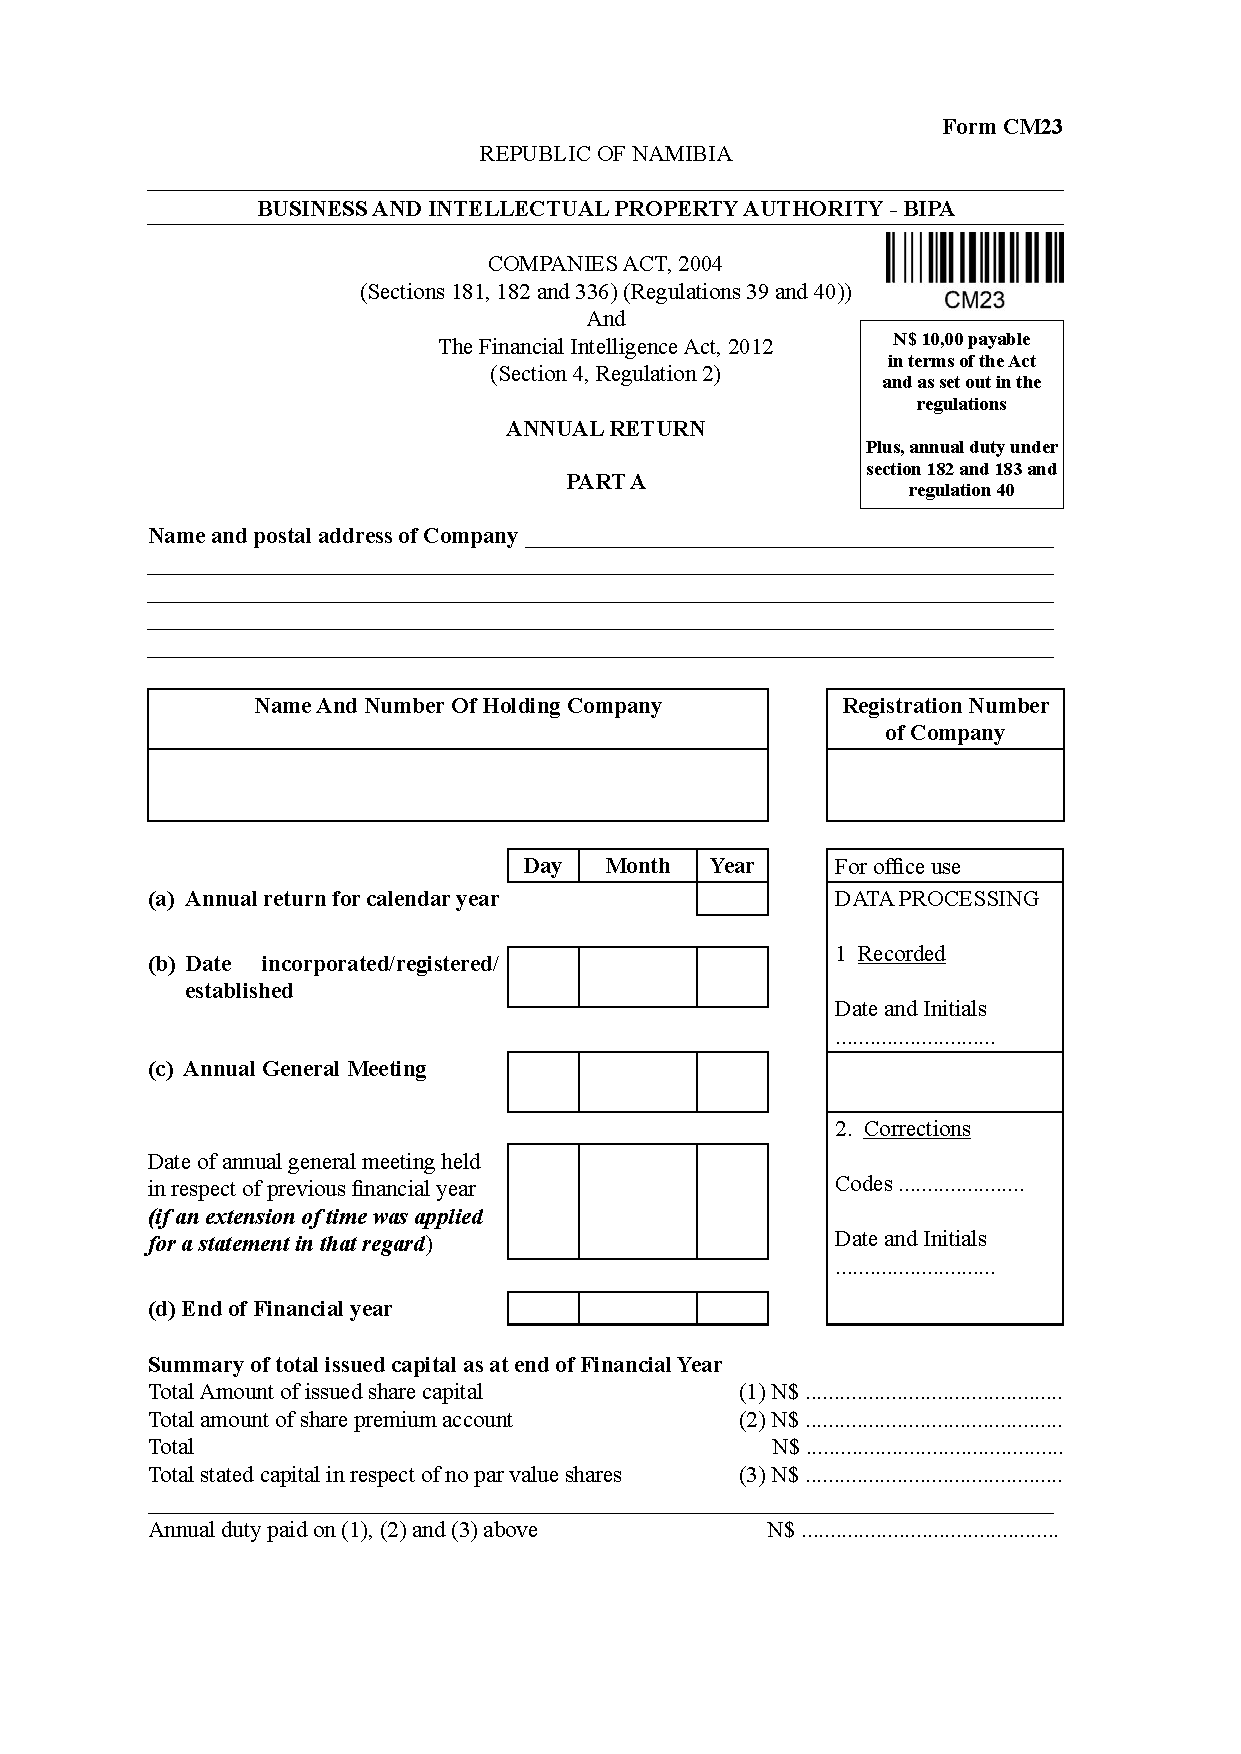 Form CM23
REPUBLIC OF NAMIBIA
BUSINESS AND INTELLECTUAL PROPERTY AUTHORITY - BIPA
CM23
COMPANIES ACT, 2004
(Sections 181, 182 and 336) (Regulations 39 and 40))
And
The Financial Intelligence Act, 2012
(Section 4, Regulation 2)
ANNUAL RETURN
PART A
N$ 10,00 payable
in terms of the Act
and as set out in the
regulations
Plus, annual duty under
section 182 and 183 and
regulation 40
Name and postal address of Company
Name And Number Of Holding Company
Registration Number
of Company
Day Month Year
(a) Annual return for calendar year
(b) Date incorporated/registered/
established
(c) Annual General Meeting
Date of annual general meeting held
in respect of previous financial year
(if an extension of time was applied
for a statement in that regard)
(d) End of Financial year
For office use
DATA PROCESSING
1 Recorded
Date and Initials
............................
2. Corrections
Codes ......................
Date and Initials
............................
Summary of total issued capital as at end of Financial Year
Total Amount of issued share capital (1) N$ .............................................
Total amount of share premium account (2) N$ .............................................
Total N$ .............................................
Total stated capital in respect of no par value shares (3) N$ .............................................
Annual duty paid on (1), (2) and (3) above N$ .............................................